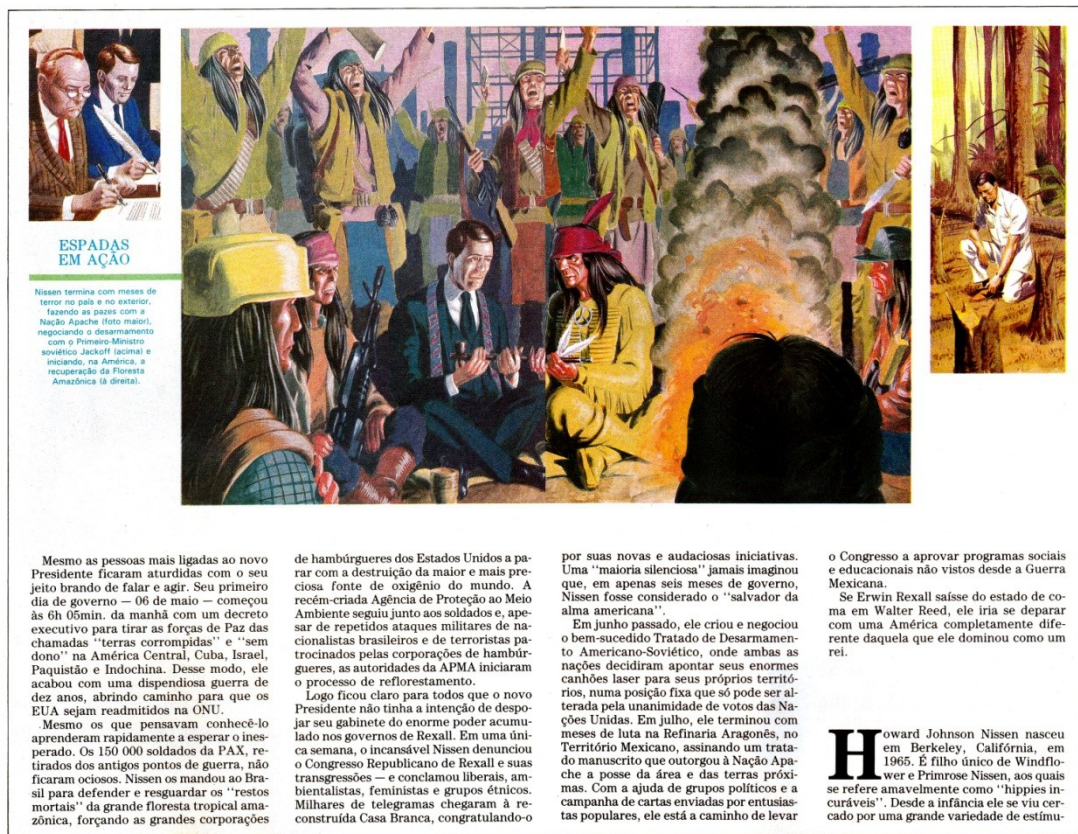 ESPADAS
EM AÇÃO
Nissen termina com meses de
terror no país e no exterior,
fazendo as pazes com a
Nação Apache (foto maior),
negociando o desarmamento
com o Primeiro-Ministro
soviético Jackoff (acima) e
iniciando, na América, a
recuperação da Floresta
Amazônica (à direita).
Mesmo as pessoas mais ligadas ao novo
Presidente ficaram aturdidas com o seu
jeito brando de falar e agir. Seu primeiro
dia de governo — 06 de maio — começou
às 6h 05min. da manhã com um decreto
executivo para tirar as forças de Paz das
chamadas "terras corrompidas" e "sem
dono" na América Central, Cuba, Israel,
Paquistão e Indochina. Desse modo, ele
acabou com uma dispendiosa guerra de
dez anos, abrindo caminho para que os
EUA sejam readmitidos na ONU.
Mesmo os que pensavam conhecê-lo
aprenderam rapidamente a esperar o ines-
perado. Os 150 000 soldados da PAX, re-
tirados dos antigos pontos de guerra, não
ficaram ociosos. Nissen os mandou ao Bra-
sil para defender e resguardar os "restos
mortais" da grande floresta tropical ama-
zônica, forçando as grandes corporações
de hambúrgueres dos Estados Unidos a pa-
rar com a destruição da maior e mais pre-
ciosa fonte de oxigênio do mundo. A
recém-criada Agência de Proteção ao Meio
Ambiente seguiu junto aos soldados e, ape-
sar de repetidos ataques militares de na-
cionalistas brasileiros e de terroristas pa-
trocinados pelas corporações de hambúr-
gueres, as autoridades da APMA iniciaram
o processo de reflorestamento.
Logo ficou claro para todos que o novo
Presidente não tinha a intenção de despo-
jar seu gabinete do enorme poder acumu-
lado nos governos de Rexall. Em uma úni-
ca semana, o incansável Nissen denunciou
o Congresso Republicano de Rexall e suas
transgressões — e conclamou liberais, am-
bientalistas, feministas e grupos étnicos.
Milhares de telegramas chegaram à re-
construída Casa Branca, congratulando-o
por suas novas e audaciosas iniciativas.
Uma "maioria silenciosa" jamais imaginou
que, em apenas seis meses de governo,
Nissen fosse considerado o "salvador da
alma americana".
Em junho passado, ele criou e negociou
o bem-sucedido Tratado de Desarmamen-
to Americano-Soviético, onde ambas as
nações decidiram apontar seus enormes
canhões laser para seus próprios territó-
rios, numa posição fixa que só pode ser al-
terada pela unanimidade de votos das Na-
ções Unidas. Em julho, ele terminou com
meses de luta na Refinaria Aragonês, no
Território Mexicano, assinando um trata-
do manuscrito que outorgou à Nação Apa-
che a posse da área e das terras próxi-
mas. Com a ajuda de grupos políticos e a
campanha de cartas enviadas por entusias-
tas populares, ele está a caminho de levar
o Congresso a aprovar programas sociais
e educacionais não vistos desde a Guerra
Mexicana.
Se Erwin Rexall saísse do estado de co-
ma em Walter Reed, ele iria se deparar
com uma América completamente dife-
rente daquela que ele dominou como um
rei.
Howard Johnson Nissen nasceu
em Berkeley, Califórnia, em
1965. É filho único de Windflo-
wer e Primrose Nissen, aos quais
se refere amavelmente como "hippies in-
curáveis". Desde a infância ele se viu cer-
cado por uma grande variedade de estímu-